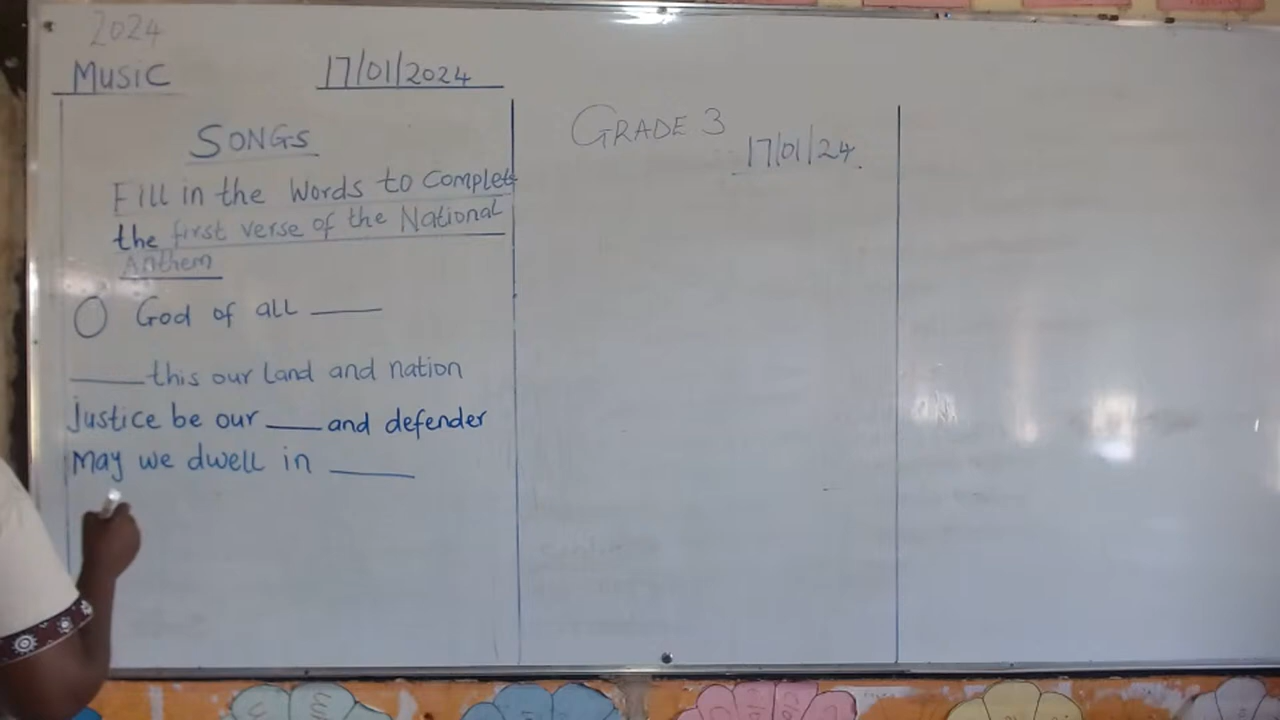 2024
Music
17/01/2024
SONGS
Fill in the Words to Complete
the first verse of the National
Anthem
O God of all ____
____ this our Land and nation
Justice be our ____ and defender
May we dwell in ____
GRADE 3
17/01/24.